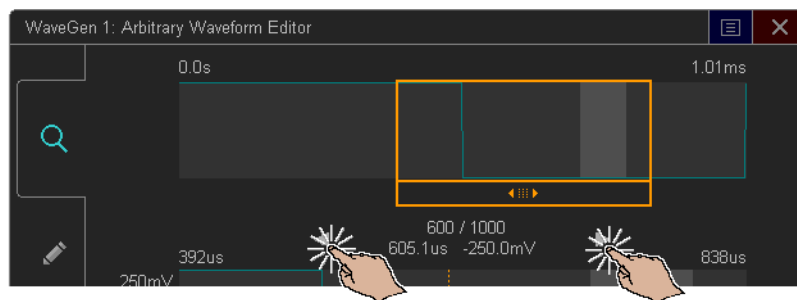 WaveGen 1: Arbitrary Waveform Editor
0.0s 1.01ms
600 / 1000
605.1us -250.0mV
392us 838us
250mV